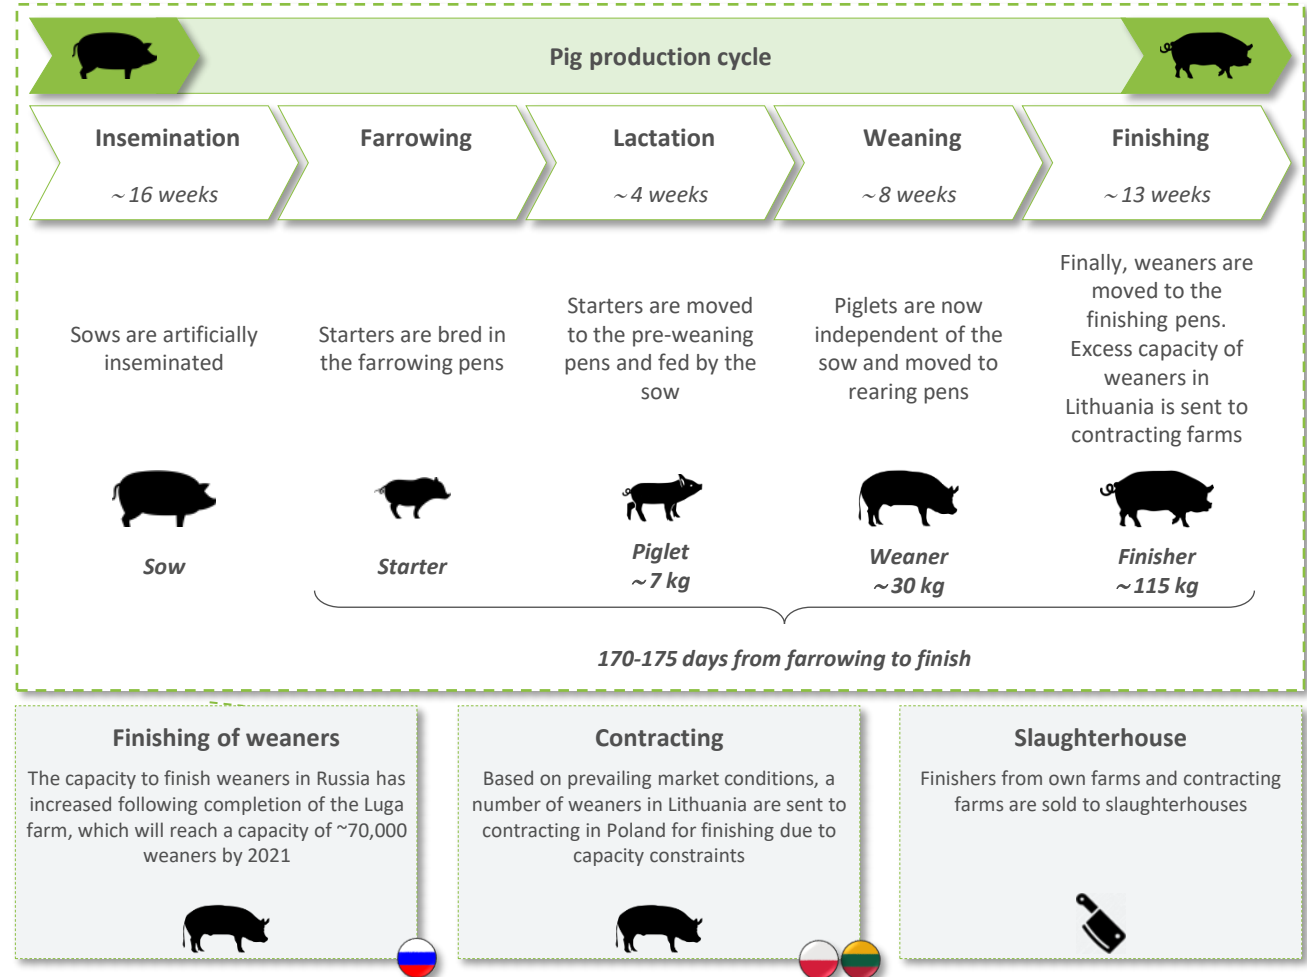 Pig production cycle
Insemination
~ 16 weeks
Farrowing
Lactation
~ 4 weeks
Weaning
~ 8 weeks
Finishing
~ 13 weeks
Sows are artificially
inseminated
Starters are bred in
the farrowing pens
Starters are moved
to the pre-weaning
pens and fed by the
sow
Piglets are now
independent of the
sow and moved to
rearing pens
Finally, weaners are
moved to the
finishing pens.
Excess capacity of
weaners in
Lithuania is sent to
contracting farms
Sow
Starter
Piglet
~ 7 kg
Weaner
~ 30 kg
Finisher
~ 115 kg
170-175 days from farrowing to finish
Finishing of weaners
The capacity to finish weaners in Russia has
increased following completion of the Luga
farm, which will reach a capacity of ~70,000
weaners by 2021
Contracting
Based on prevailing market conditions, a
number of weaners in Lithuania are sent to
contracting in Poland for finishing due to
capacity constraints
Slaughterhouse
Finishers from own farms and contracting
farms are sold to slaughterhouses